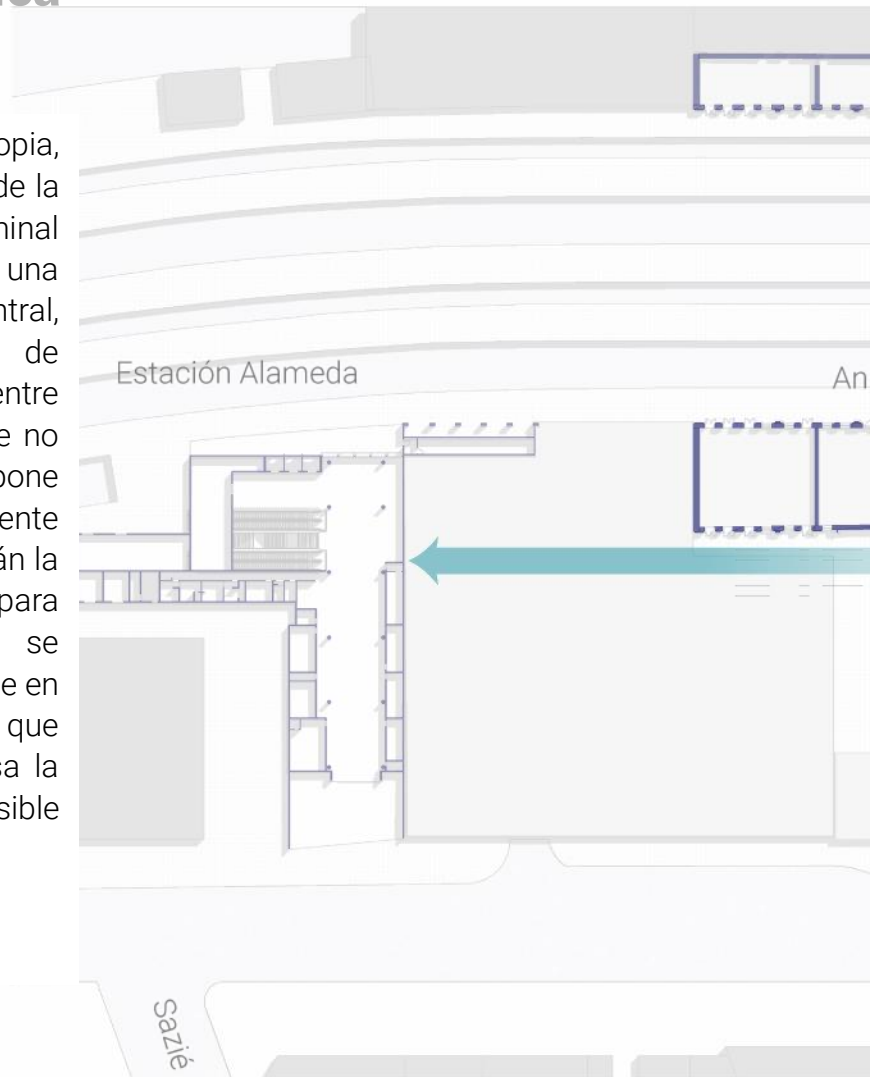 opia,
de la
ninal
una
ntral,
de
entre
e no
pone
ente
án la
para
se
e en
que
sa la
sible
Estación Alameda
An
Sazié